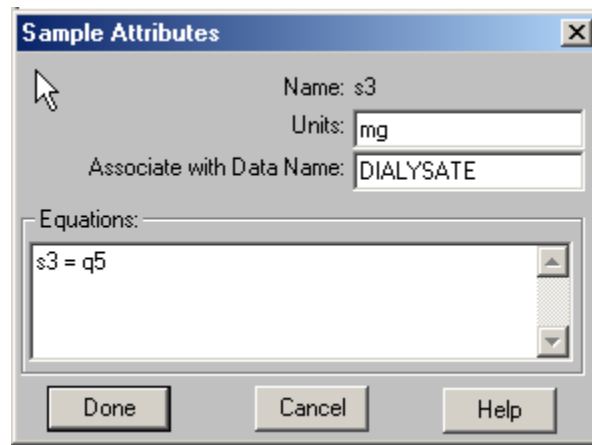 Sample Attributes
Name: s3
Units: mg
Associate with Data Name: DIALYSATE
Equations:
s3 = q5
Done Cancel Help